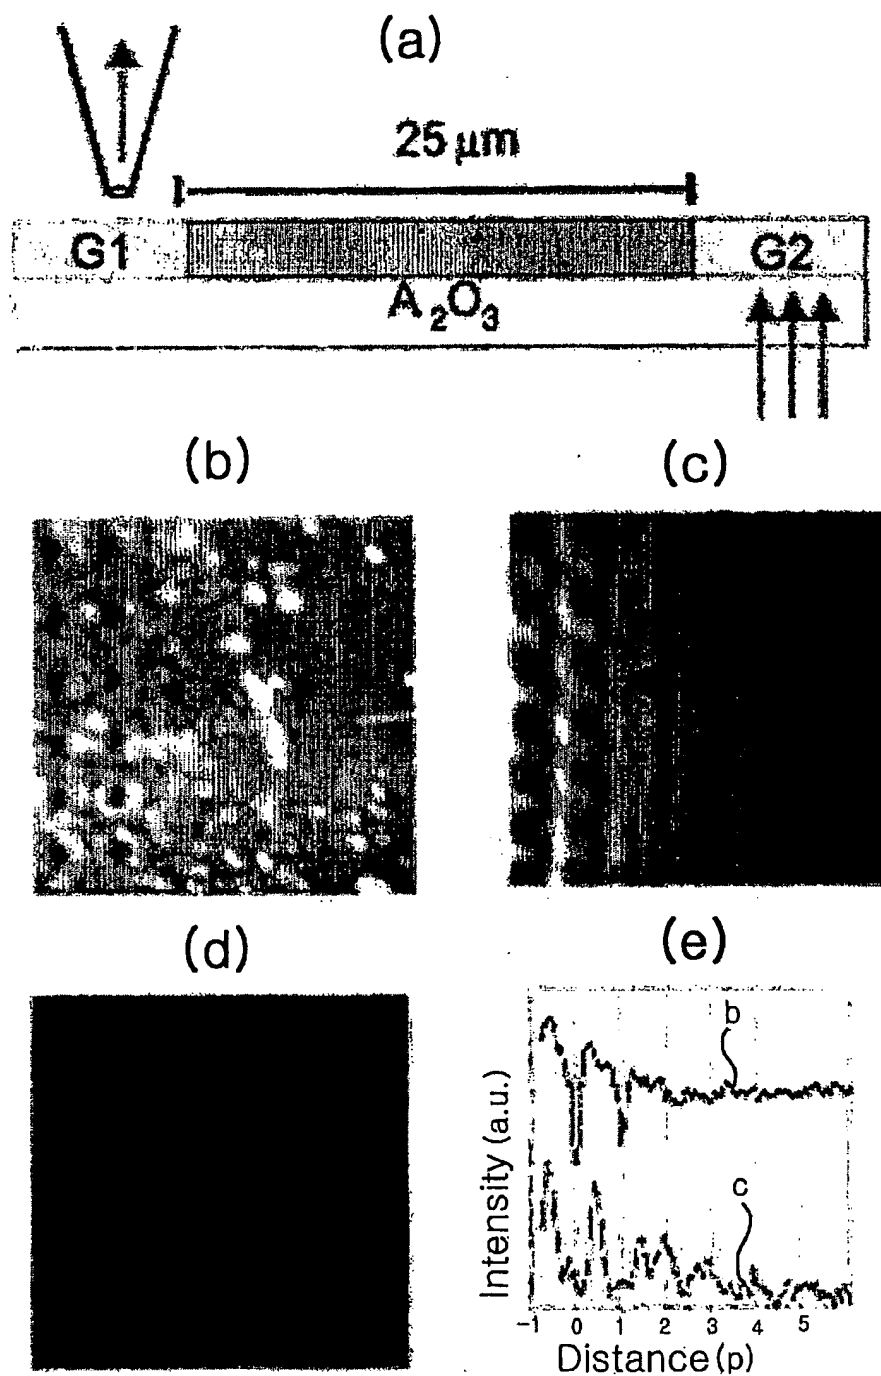 (a)
25 μm
G1
G2
A₂O₃
(b)
(c)
(d)
(e)
b
c
Intensity (a.u.)
-1 0 1 2 3 4 5
Distance (p)